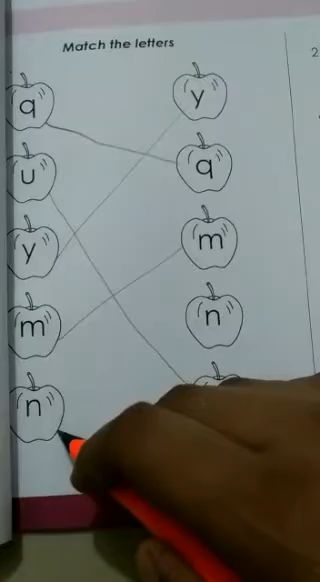 Match the letters
2
q y
u q
y m
m n
n